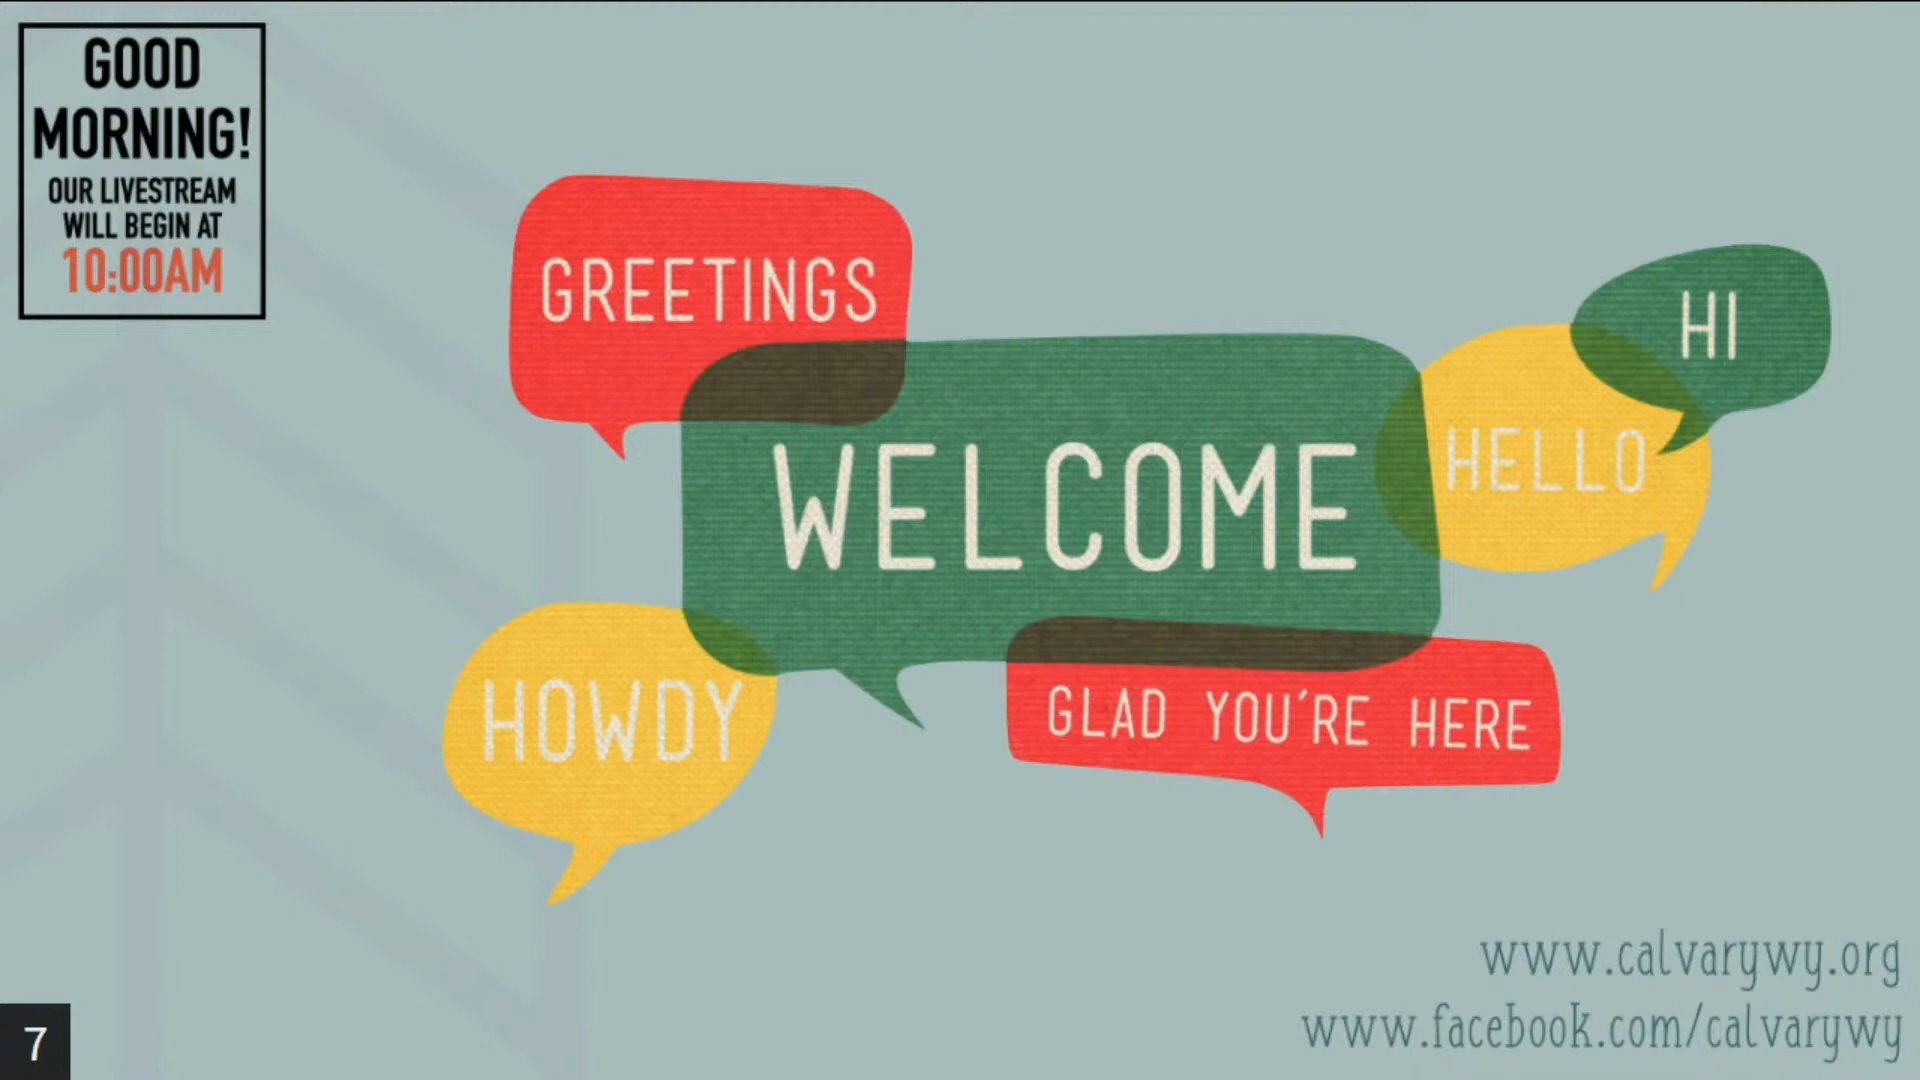 GOOD
MORNING!
OUR LIVESTREAM
WILL BEGIN AT
10:00AM
GREETINGS
HI
HELLO
WELCOME
HOWDY
GLAD YOU'RE HERE
www.calvarywy.org
www.facebook.com/calvarywy
7